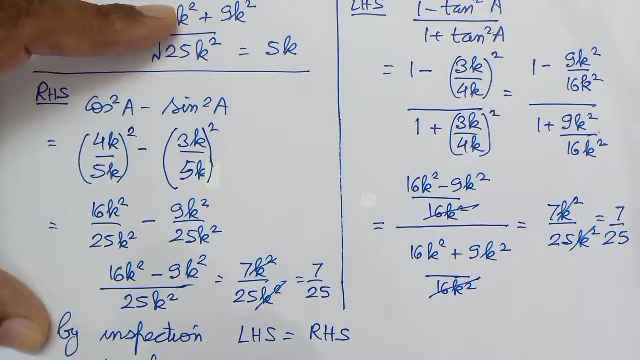 k² + 9k²
√25k² = 5k
RHS cos²A − sin²A
= (4k/5k)² − (3k/5k)²
= 16k²/25k² − 9k²/25k²
(16k² − 9k²)/25k² = 7k²/25k² = 7/25
by inspection LHS = RHS
LHS (1 − tan²A)/(1 + tan²A)
= (1 − (3k/4k)²)/(1 + (3k/4k)²) = (1 − 9k²/16k²)/(1 + 9k²/16k²)
= ((16k² − 9k²)/16k²)/((16k² + 9k²)/16k²) = 7k²/25k² = 7/25